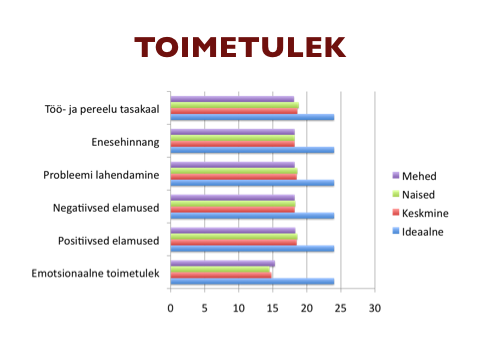 TOIMETULEK
Töö- ja pereelu tasakaal
Enesehinnang
Probleemi lahendamine
Negatiivsed elamused
Positiivsed elamused
Emotsionaalne toimetulek
0 5 10 15 20 25 30
Mehed
Naised
Keskmine
Ideaalne